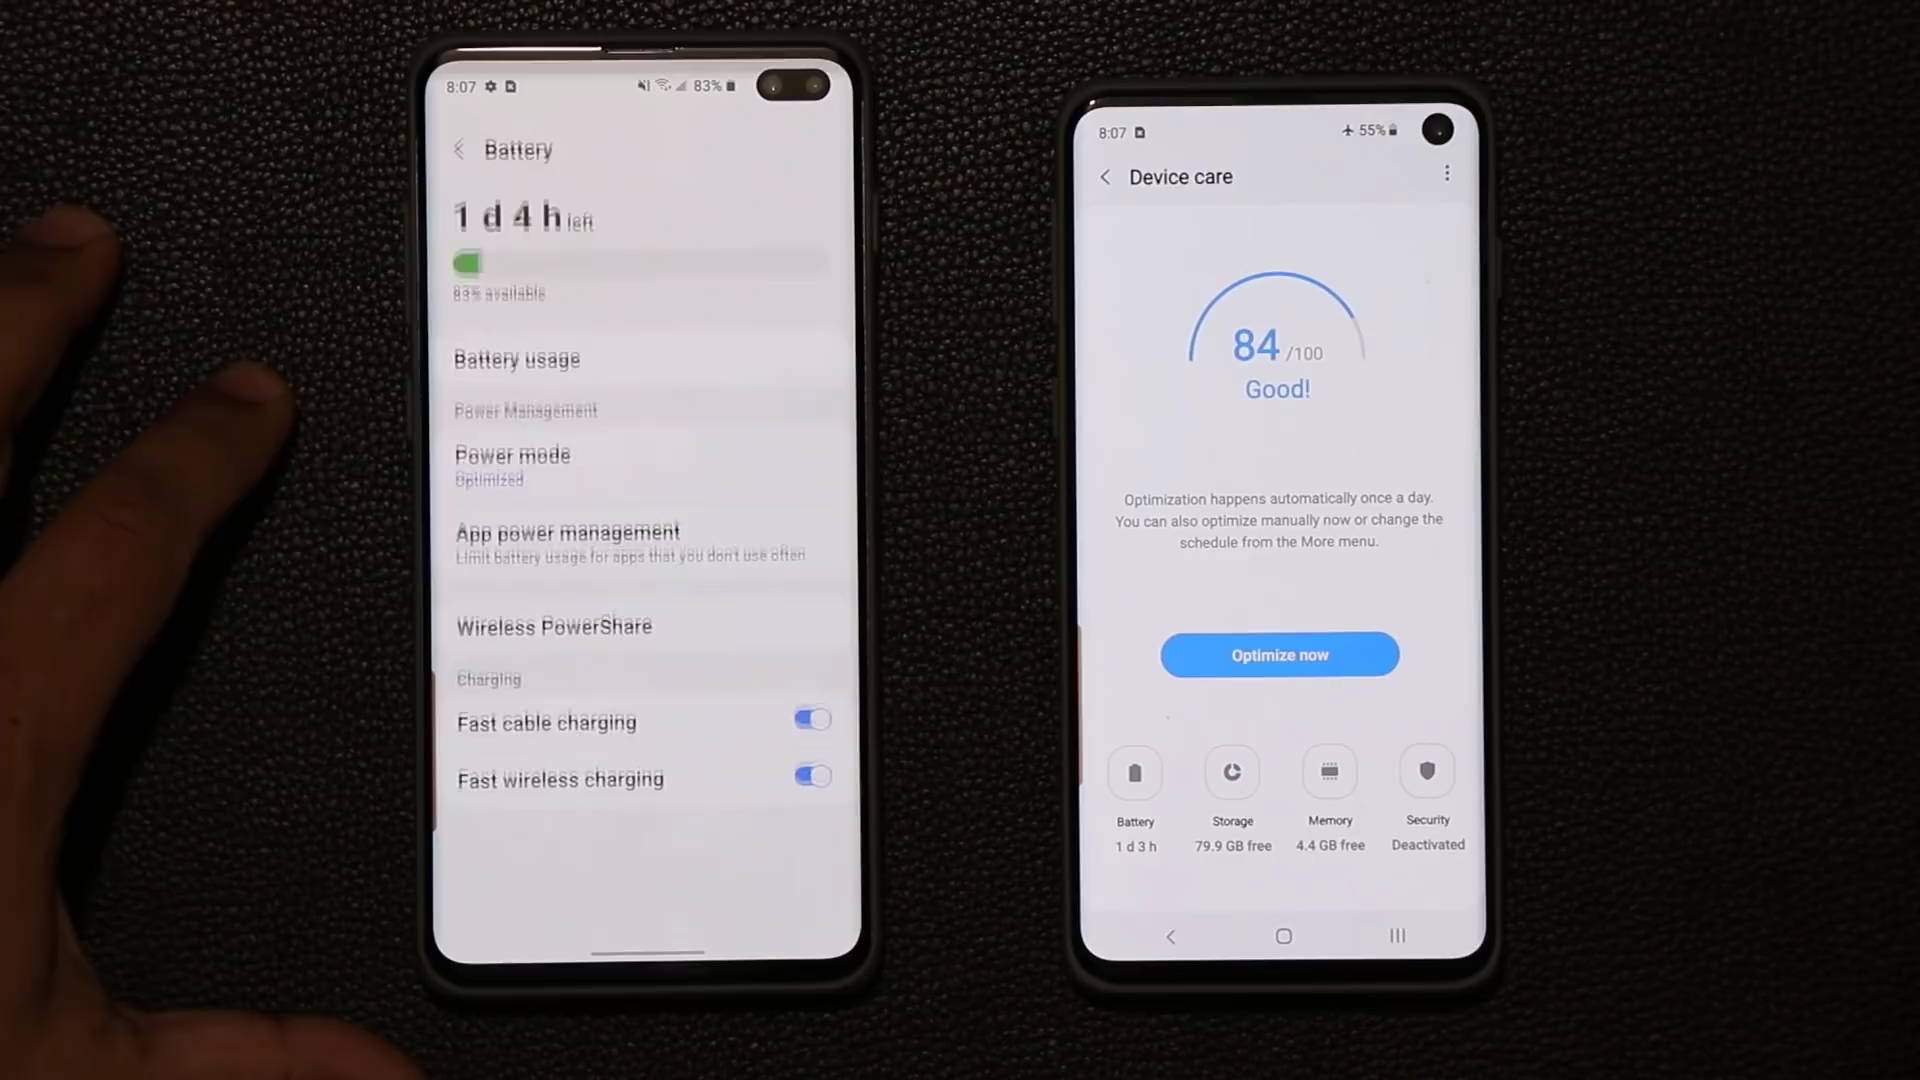 8:07
83%
Battery
1 d 4 h left
83% available
Battery usage
Power Management
Power mode
Optimized
App power management
Limit battery usage for apps that you don't use often
Wireless PowerShare
Charging
Fast cable charging
Fast wireless charging
8:07
55%
Device care
84 /100
Good!
Optimization happens automatically once a day.
You can also optimize manually now or change the
schedule from the More menu.
Optimize now
Battery Storage Memory Security
1 d 3 h 79.9 GB free 4.4 GB free Deactivated